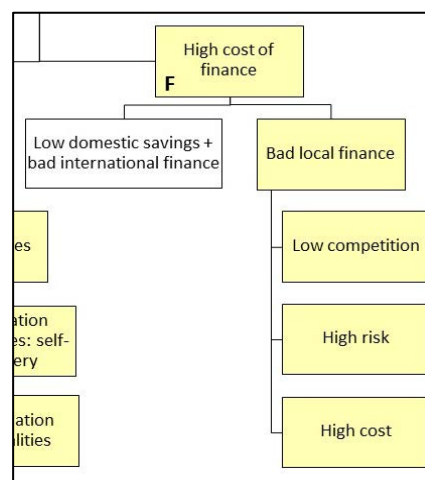 High cost of
finance
F
Low domestic savings +
bad international finance
Bad local finance
es
Low competition
ation
es: self-
ery
High risk
ation
alities
High cost